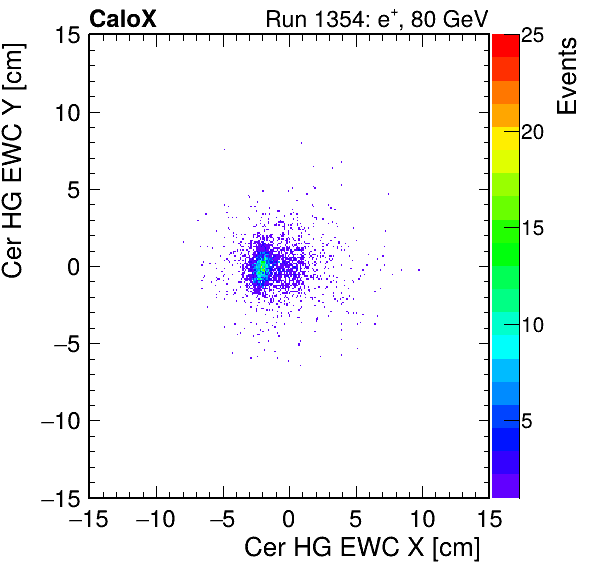 CaloX Run 1354: e+, 80 GeV
Cer HG EWC Y [cm]
Events
15
10
5
0
−5
−10
−15
−15 −10 −5 0 5 10 15
Cer HG EWC X [cm]
25
20
15
10
5